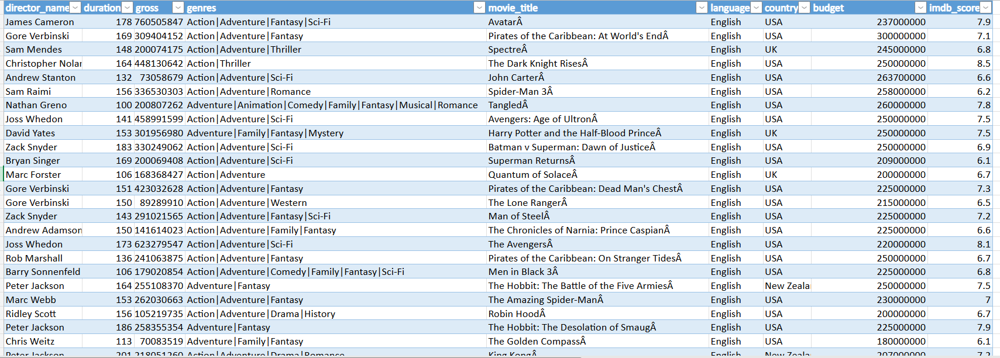 director_name duration gross genres movie_title language country budget imdb_score
James Cameron 178 760505847 Action|Adventure|Fantasy|Sci-Fi AvatarÂ English USA 237000000 7.9
Gore Verbinski 169 309404152 Action|Adventure|Fantasy Pirates of the Caribbean: At World's EndÂ English USA 300000000 7.1
Sam Mendes 148 200074175 Action|Adventure|Thriller SpectreÂ English UK 245000000 6.8
Christopher Nolan 164 448130642 Action|Thriller The Dark Knight RisesÂ English USA 250000000 8.5
Andrew Stanton 132 73058679 Action|Adventure|Sci-Fi John CarterÂ English USA 263700000 6.6
Sam Raimi 156 336530303 Action|Adventure|Romance Spider-Man 3Â English USA 258000000 6.2
Nathan Greno 100 200807262 Adventure|Animation|Comedy|Family|Fantasy|Musical|Romance TangledÂ English USA 260000000 7.8
Joss Whedon 141 458991599 Action|Adventure|Sci-Fi Avengers: Age of UltronÂ English USA 250000000 7.5
David Yates 153 301956980 Adventure|Family|Fantasy|Mystery Harry Potter and the Half-Blood PrinceÂ English UK 250000000 7.5
Zack Snyder 183 330249062 Action|Adventure|Sci-Fi Batman v Superman: Dawn of JusticeÂ English USA 250000000 6.9
Bryan Singer 169 200069408 Action|Adventure|Sci-Fi Superman ReturnsÂ English USA 209000000 6.1
Marc Forster 106 168368427 Action|Adventure Quantum of SolaceÂ English UK 200000000 6.7
Gore Verbinski 151 423032628 Action|Adventure|Fantasy Pirates of the Caribbean: Dead Man's ChestÂ English USA 225000000 7.3
Gore Verbinski 150 89289910 Action|Adventure|Western The Lone RangerÂ English USA 215000000 6.5
Zack Snyder 143 291021565 Action|Adventure|Fantasy|Sci-Fi Man of SteelÂ English USA 225000000 7.2
Andrew Adamson 150 141614023 Action|Adventure|Family|Fantasy The Chronicles of Narnia: Prince CaspianÂ English USA 225000000 6.6
Joss Whedon 173 623279547 Action|Adventure|Sci-Fi The AvengersÂ English USA 220000000 8.1
Rob Marshall 136 241063875 Action|Adventure|Fantasy Pirates of the Caribbean: On Stranger TidesÂ English USA 250000000 6.7
Barry Sonnenfeld 106 179020854 Action|Adventure|Comedy|Family|Fantasy|Sci-Fi Men in Black 3Â English USA 225000000 6.8
Peter Jackson 164 255108370 Adventure|Fantasy The Hobbit: The Battle of the Five ArmiesÂ English New Zeala 250000000 7.5
Marc Webb 153 262030663 Action|Adventure|Fantasy The Amazing Spider-ManÂ English USA 230000000 7
Ridley Scott 156 105219735 Action|Adventure|Drama|History Robin HoodÂ English USA 200000000 6.7
Peter Jackson 186 258355354 Adventure|Fantasy The Hobbit: The Desolation of SmaugÂ English USA 225000000 7.9
Chris Weitz 113 70083519 Adventure|Family|Fantasy The Golden CompassÂ English USA 180000000 6.1
Peter Jackson 201 218051260 Action|Adventure|Drama|Romance King KongÂ English New Zeala 207000000 7.2